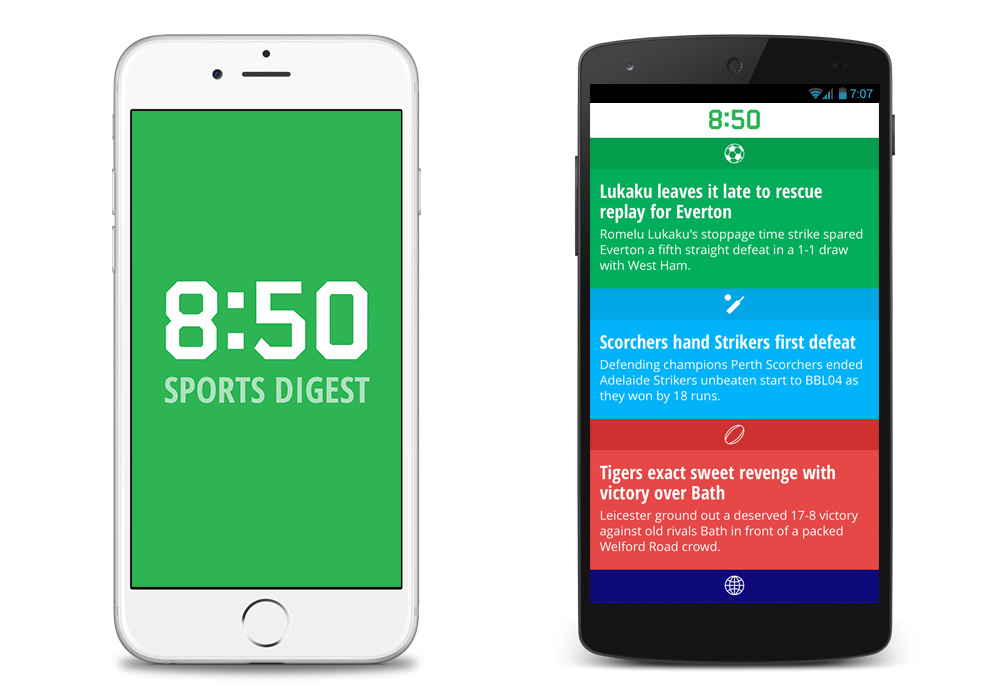 8:50
SPORTS DIGEST
7:07
8:50
Lukaku leaves it late to rescue
replay for Everton
Romelu Lukaku's stoppage time strike spared
Everton a fifth straight defeat in a 1-1 draw
with West Ham.
Scorchers hand Strikers first defeat
Defending champions Perth Scorchers ended
Adelaide Strikers unbeaten start to BBL04 as
they won by 18 runs.
Tigers exact sweet revenge with
victory over Bath
Leicester ground out a deserved 17-8 victory
against old rivals Bath in front of a packed
Welford Road crowd.